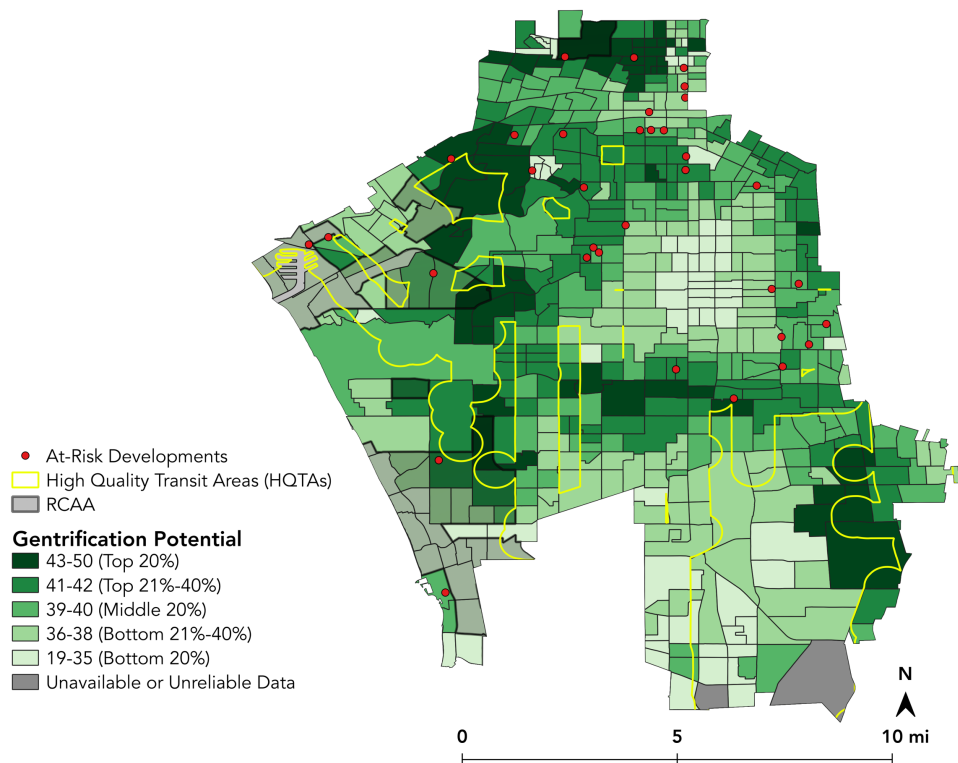 At-Risk Developments
High Quality Transit Areas (HQTAs)
RCAA
Gentrification Potential
43-50 (Top 20%)
41-42 (Top 21%-40%)
39-40 (Middle 20%)
36-38 (Bottom 21%-40%)
19-35 (Bottom 20%)
Unavailable or Unreliable Data
N
0 5 10 mi